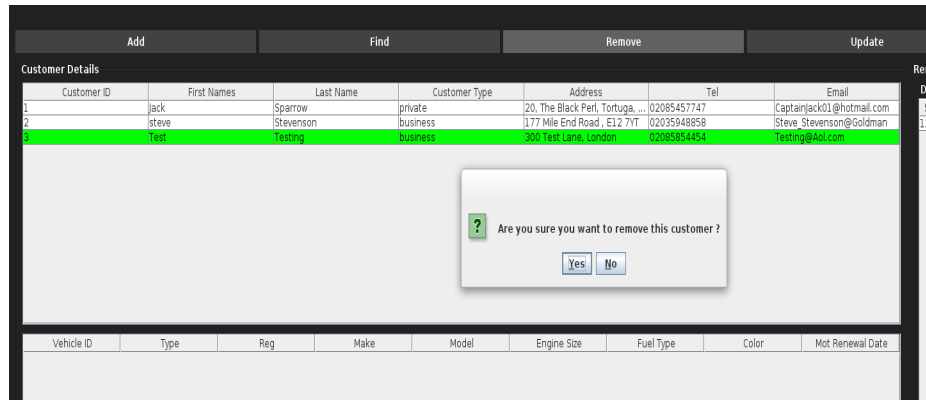 Add Find Remove Update
Customer Details
Customer ID First Names Last Name Customer Type Address Tel Email
1 Jack Sparrow private 20, The Black Perl, Tortuga, ... 02085457747 CaptainJack01@hotmail.com
2 steve Stevenson business 177 Mile End Road , E12 7YT 02035948858 Steve_Stevenson@Goldman
3 Test Testing business 300 Test Lane, London 02085854454 Testing@Aol.com
? Are you sure you want to remove this customer ?
Yes No
Vehicle ID Type Reg Make Model Engine Size Fuel Type Color Mot Renewal Date